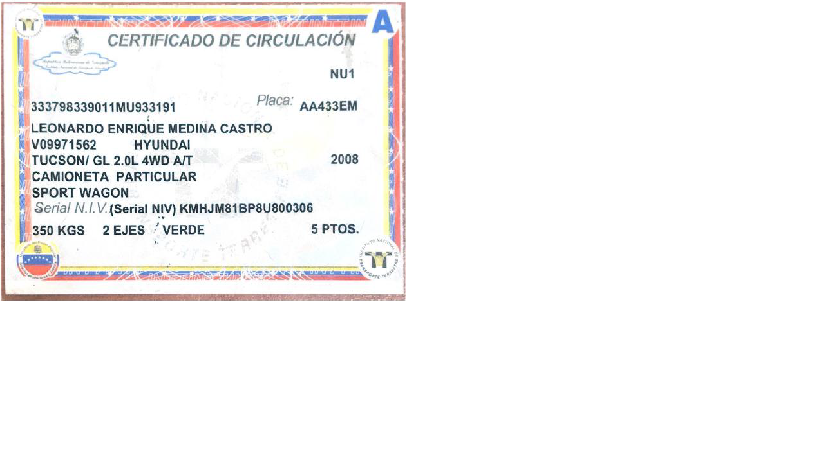 A
CERTIFICADO DE CIRCULACIÓN
NU1
333798339011MU933191 Placa: AA433EM
LEONARDO ENRIQUE MEDINA CASTRO
V09971562 HYUNDAI
TUCSON/ GL 2.0L 4WD A/T 2008
CAMIONETA PARTICULAR
SPORT WAGON
Serial N.I.V. (Serial NIV) KMHJM81BP8U800306
350 KGS 2 EJES VERDE 5 PTOS.